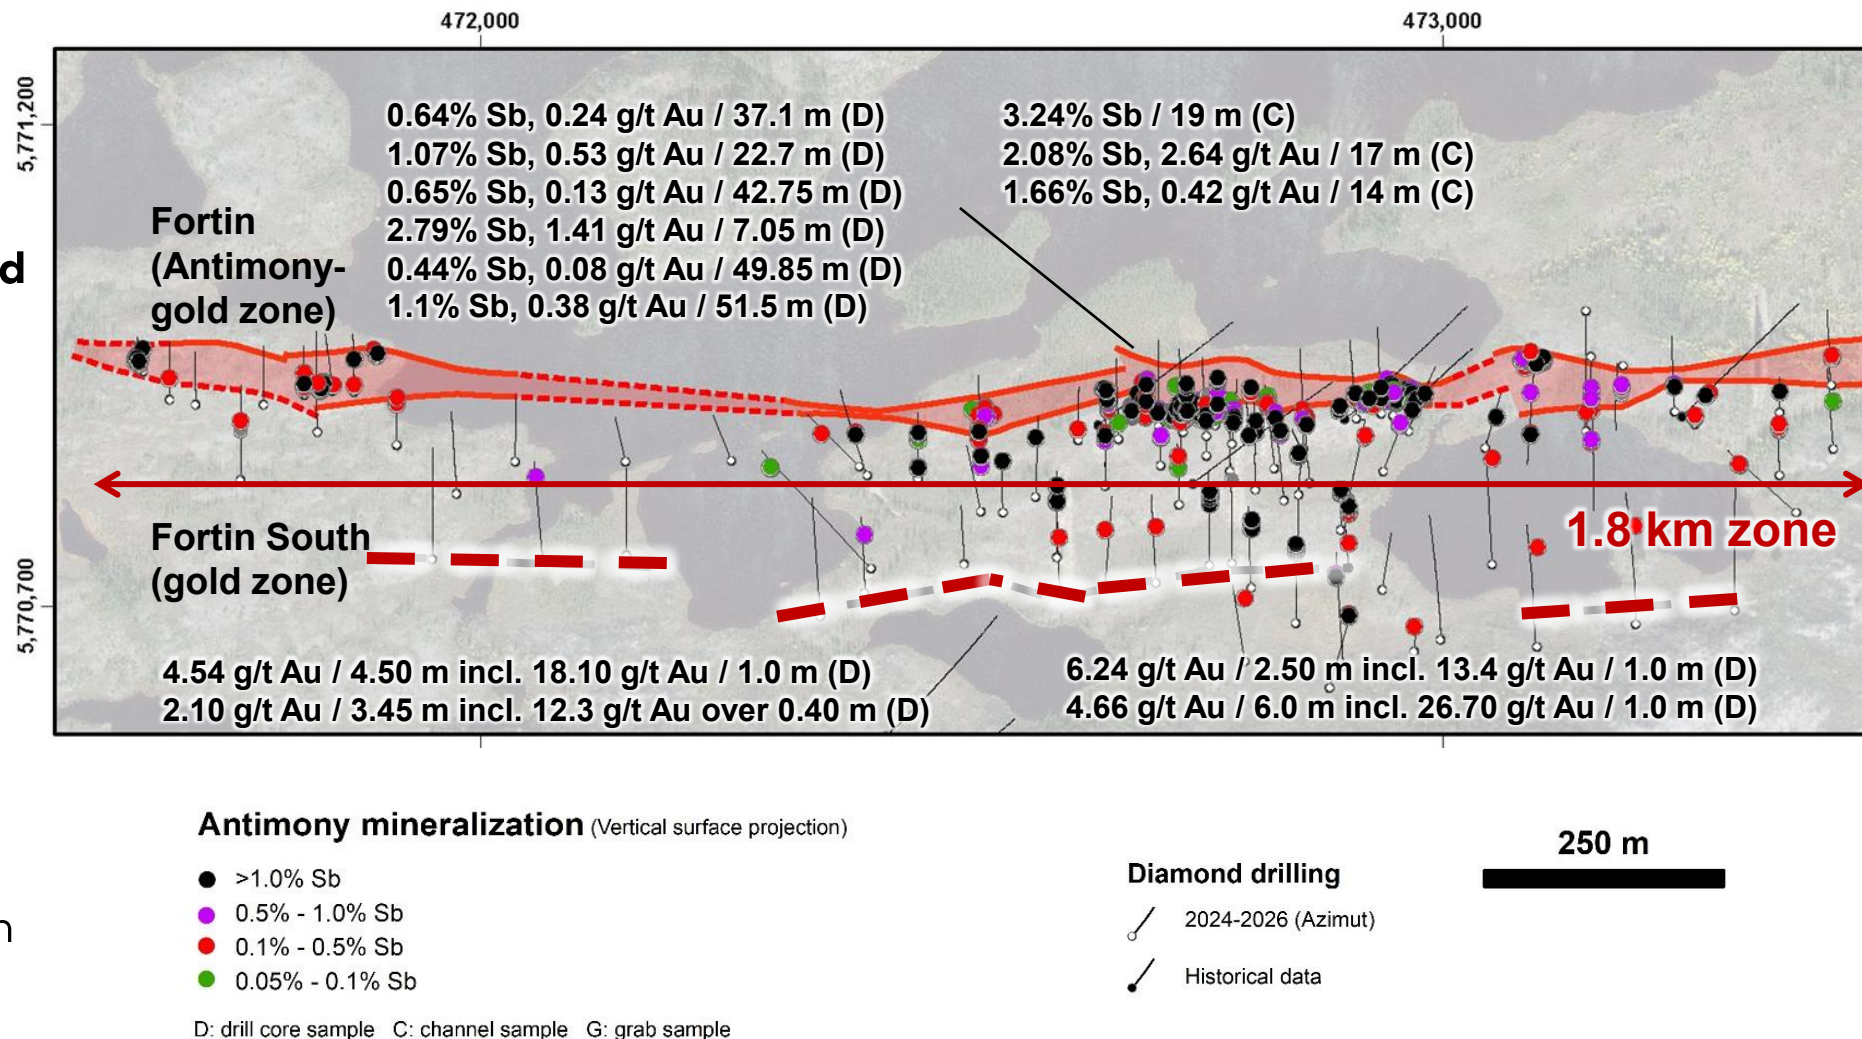 472,000
473,000
5,771,200
5,770,700
d
0.64% Sb, 0.24 g/t Au / 37.1 m (D)
1.07% Sb, 0.53 g/t Au / 22.7 m (D)
0.65% Sb, 0.13 g/t Au / 42.75 m (D)
2.79% Sb, 1.41 g/t Au / 7.05 m (D)
0.44% Sb, 0.08 g/t Au / 49.85 m (D)
1.1% Sb, 0.38 g/t Au / 51.5 m (D)
3.24% Sb / 19 m (C)
2.08% Sb, 2.64 g/t Au / 17 m (C)
1.66% Sb, 0.42 g/t Au / 14 m (C)
Fortin
(Antimony-
gold zone)
1.8 km zone
Fortin South
(gold zone)
4.54 g/t Au / 4.50 m incl. 18.10 g/t Au / 1.0 m (D)
2.10 g/t Au / 3.45 m incl. 12.3 g/t Au over 0.40 m (D)
6.24 g/t Au / 2.50 m incl. 13.4 g/t Au / 1.0 m (D)
4.66 g/t Au / 6.0 m incl. 26.70 g/t Au / 1.0 m (D)
Antimony mineralization (Vertical surface projection)
>1.0% Sb
0.5% - 1.0% Sb
0.1% - 0.5% Sb
0.05% - 0.1% Sb
n
D: drill core sample C: channel sample G: grab sample
Diamond drilling
2024-2026 (Azimut)
Historical data
250 m